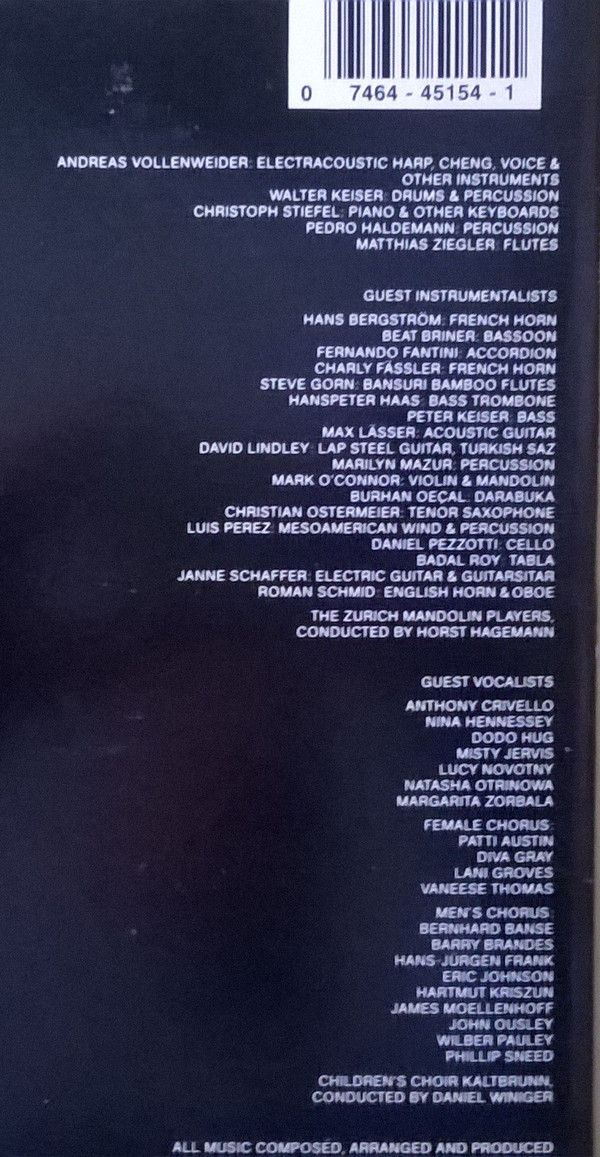 0 7464 - 45154 - 1
ANDREAS VOLLENWEIDER: ELECTRACOUSTIC HARP, CHENG, VOICE &
OTHER INSTRUMENTS
WALTER KEISER: DRUMS & PERCUSSION
CHRISTOPH STIEFEL: PIANO & OTHER KEYBOARDS
PEDRO HALDEMANN: PERCUSSION
MATTHIAS ZIEGLER: FLUTES
GUEST INSTRUMENTALISTS
HANS BERGSTRÖM: FRENCH HORN
BEAT BRINER: BASSOON
FERNANDO FANTINI: ACCORDION
CHARLY FÄSSLER: FRENCH HORN
STEVE GORN: BANSURI BAMBOO FLUTES
HANSPETER HAAS: BASS TROMBONE
PETER KEISER: BASS
MAX LÄSSER: ACOUSTIC GUITAR
DAVID LINDLEY: LAP STEEL GUITAR, TURKISH SAZ
MARILYN MAZUR: PERCUSSION
MARK O'CONNOR: VIOLIN & MANDOLIN
BURHAN OEÇAL: DARABUKA
CHRISTIAN OSTERMEIER: TENOR SAXOPHONE
LUIS PEREZ: MESOAMERICAN WIND & PERCUSSION
DANIEL PEZZOTTI: CELLO
BADAL ROY: TABLA
JANNE SCHAFFER: ELECTRIC GUITAR & GUITARSITAR
ROMAN SCHMID: ENGLISH HORN & OBOE
THE ZURICH MANDOLIN PLAYERS,
CONDUCTED BY HORST HAGEMANN
GUEST VOCALISTS
ANTHONY CRIVELLO
NINA HENNESSEY
DODO HUG
MISTY JERVIS
LUCY NOVOTNY
NATASHA OTRINOWA
MARGARITA ZORBALA
FEMALE CHORUS:
PATTI AUSTIN
DIVA GRAY
LANI GROVES
VANEESE THOMAS
MEN'S CHORUS:
BERNHARD BANSE
BARRY BRANDES
HANS-JÜRGEN FRANK
ERIC JOHNSON
HARTMUT KRISZUN
JAMES MOELLENHOFF
JOHN OUSLEY
WILBER PAULEY
PHILLIP SNEED
CHILDREN'S CHOIR KALTBRUNN,
CONDUCTED BY DANIEL WINIGER
ALL MUSIC COMPOSED, ARRANGED AND PRODUCED